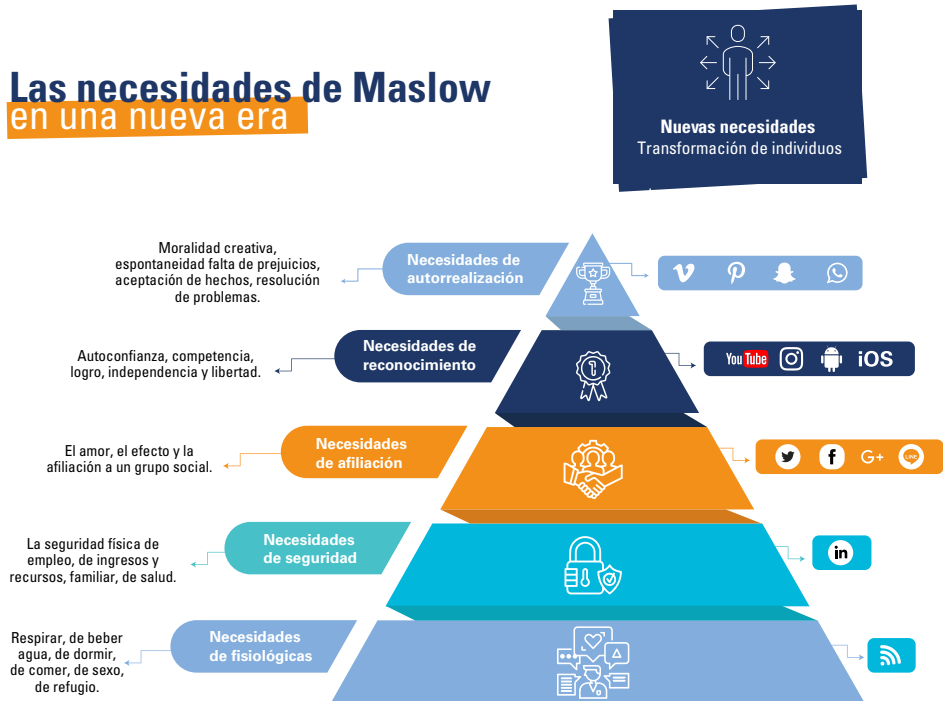 Las necesidades de Maslow
en una nueva era
Nuevas necesidades
Transformación de individuos
Moralidad creativa,
espontaneidad falta de prejuicios,
aceptación de hechos, resolución
de problemas.
Necesidades de
autorrealización
Autoconfianza, competencia,
logro, independencia y libertad.
Necesidades de
reconocimiento
YouTube
iOS
El amor, el efecto y la
afiliación a un grupo social.
Necesidades
de afiliación
f
G+
LINE
La seguridad física de
empleo, de ingresos y
recursos, familiar, de salud.
Necesidades
de seguridad
in
Respirar, de beber
agua, de dormir,
de comer, de sexo,
de refugio.
Necesidades
de fisiológicas